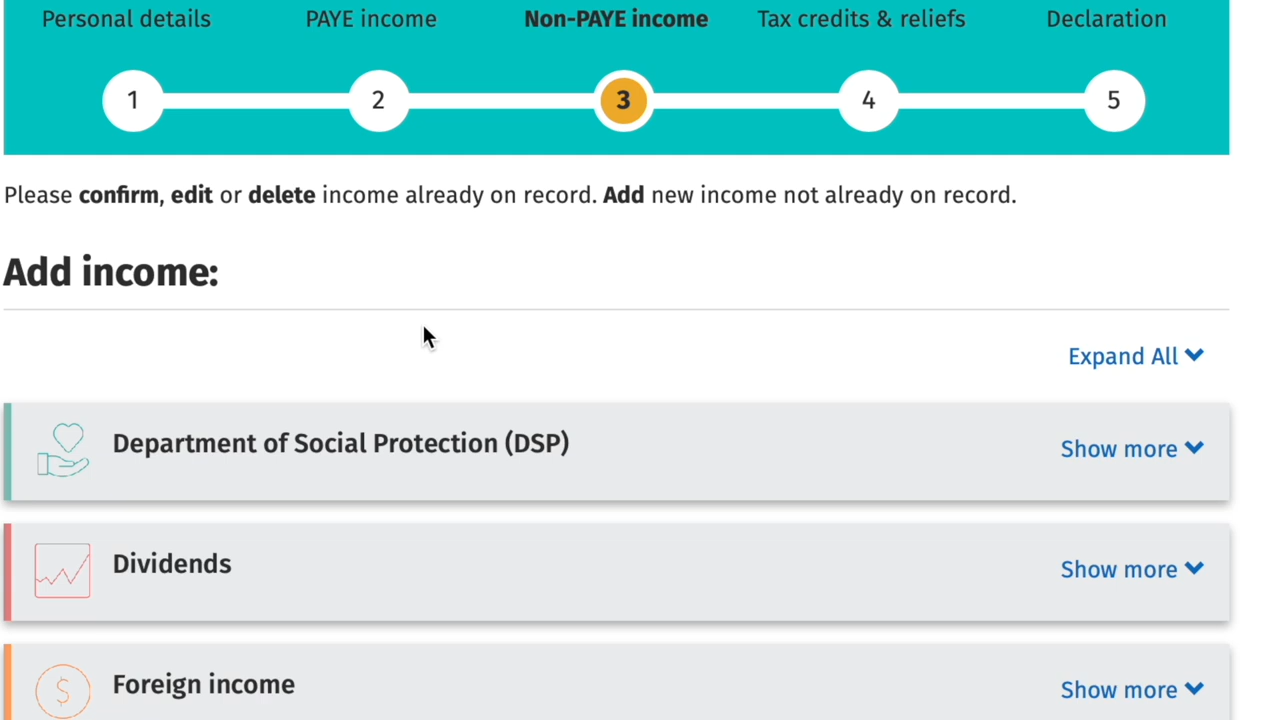 Personal details PAYE income Non-PAYE income Tax credits & reliefs Declaration
1 2 3 4 5
Please confirm, edit or delete income already on record. Add new income not already on record.
Add income:
Expand All
Department of Social Protection (DSP) Show more
Dividends Show more
Foreign income Show more